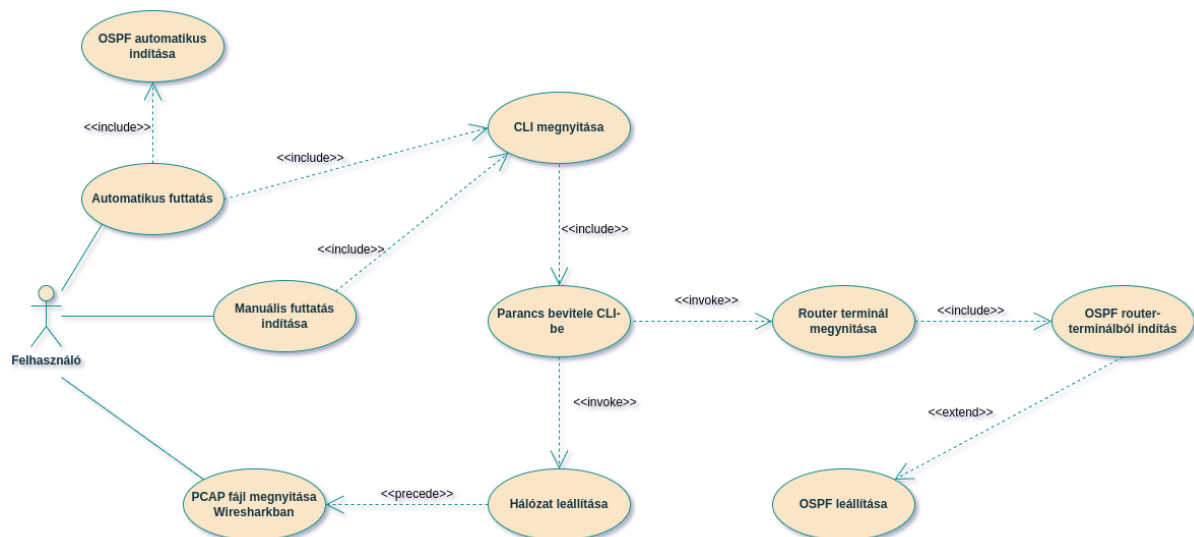 OSPF automatikus
indítása
<<include>>
CLI megnyitása
<<include>>
Automatikus futtatás
<<include>>
<<include>>
Manuális futtatás
indítása
Parancs bevitele CLI-
be
<<invoke>>
Router terminál
megynitása
<<include>>
OSPF router-
terminálból indítás
Felhasználó
<<invoke>>
<<extend>>
PCAP fájl megnyitása
Wiresharkban
<<precede>>
Hálózat leállítása
OSPF leállítása